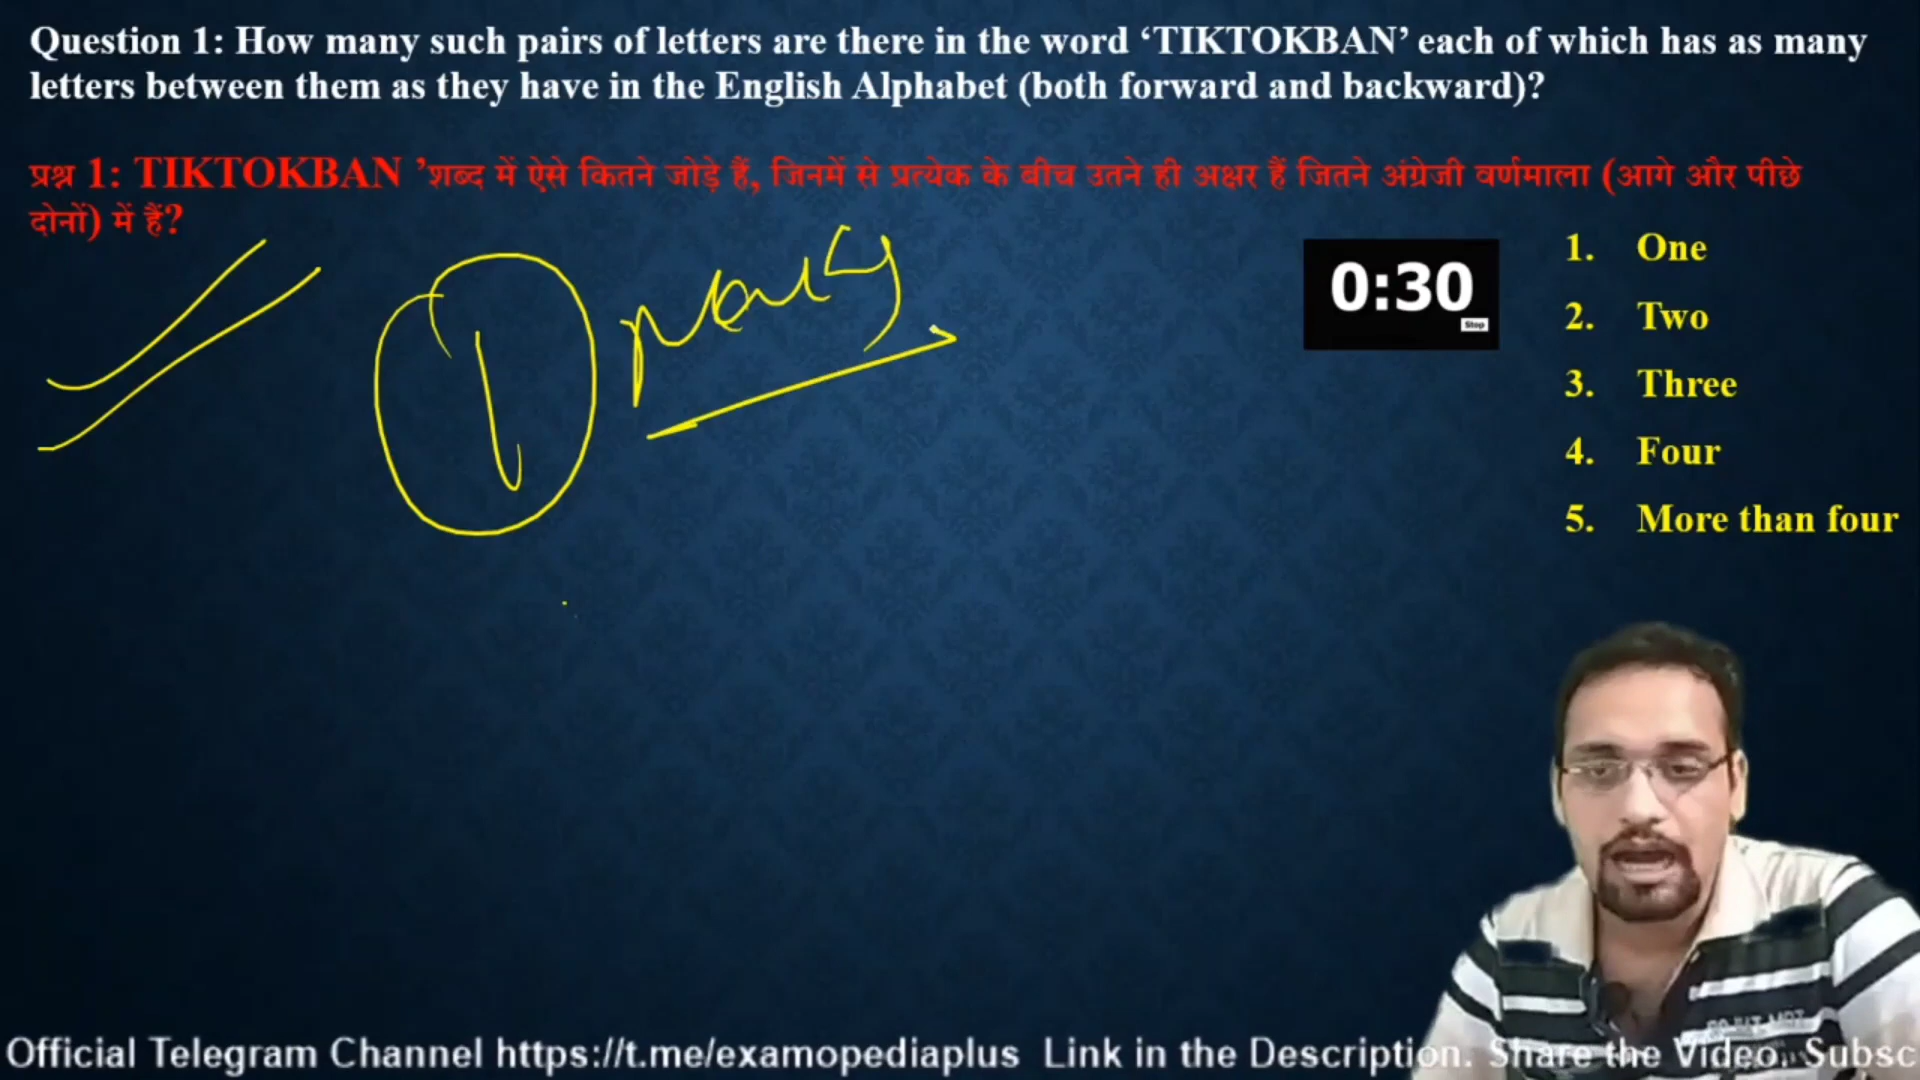 Question 1: How many such pairs of letters are there in the word ‘TIKTOKBAN’ each of which has as many
letters between them as they have in the English Alphabet (both forward and backward)?
प्रश्न 1: TIKTOKBAN ’शब्द में ऐसे कितने जोड़े हैं, जिनमें से प्रत्येक के बीच उतने ही अक्षर हैं जितने अंग्रेजी वर्णमाला (आगे और पीछे
दोनों) में हैं?
1. One
2. Two
3. Three
4. Four
5. More than four
0:30
Stop
1
Official Telegram Channel https://t.me/examopediaplus Link in the Description. Share the Video. Subsc